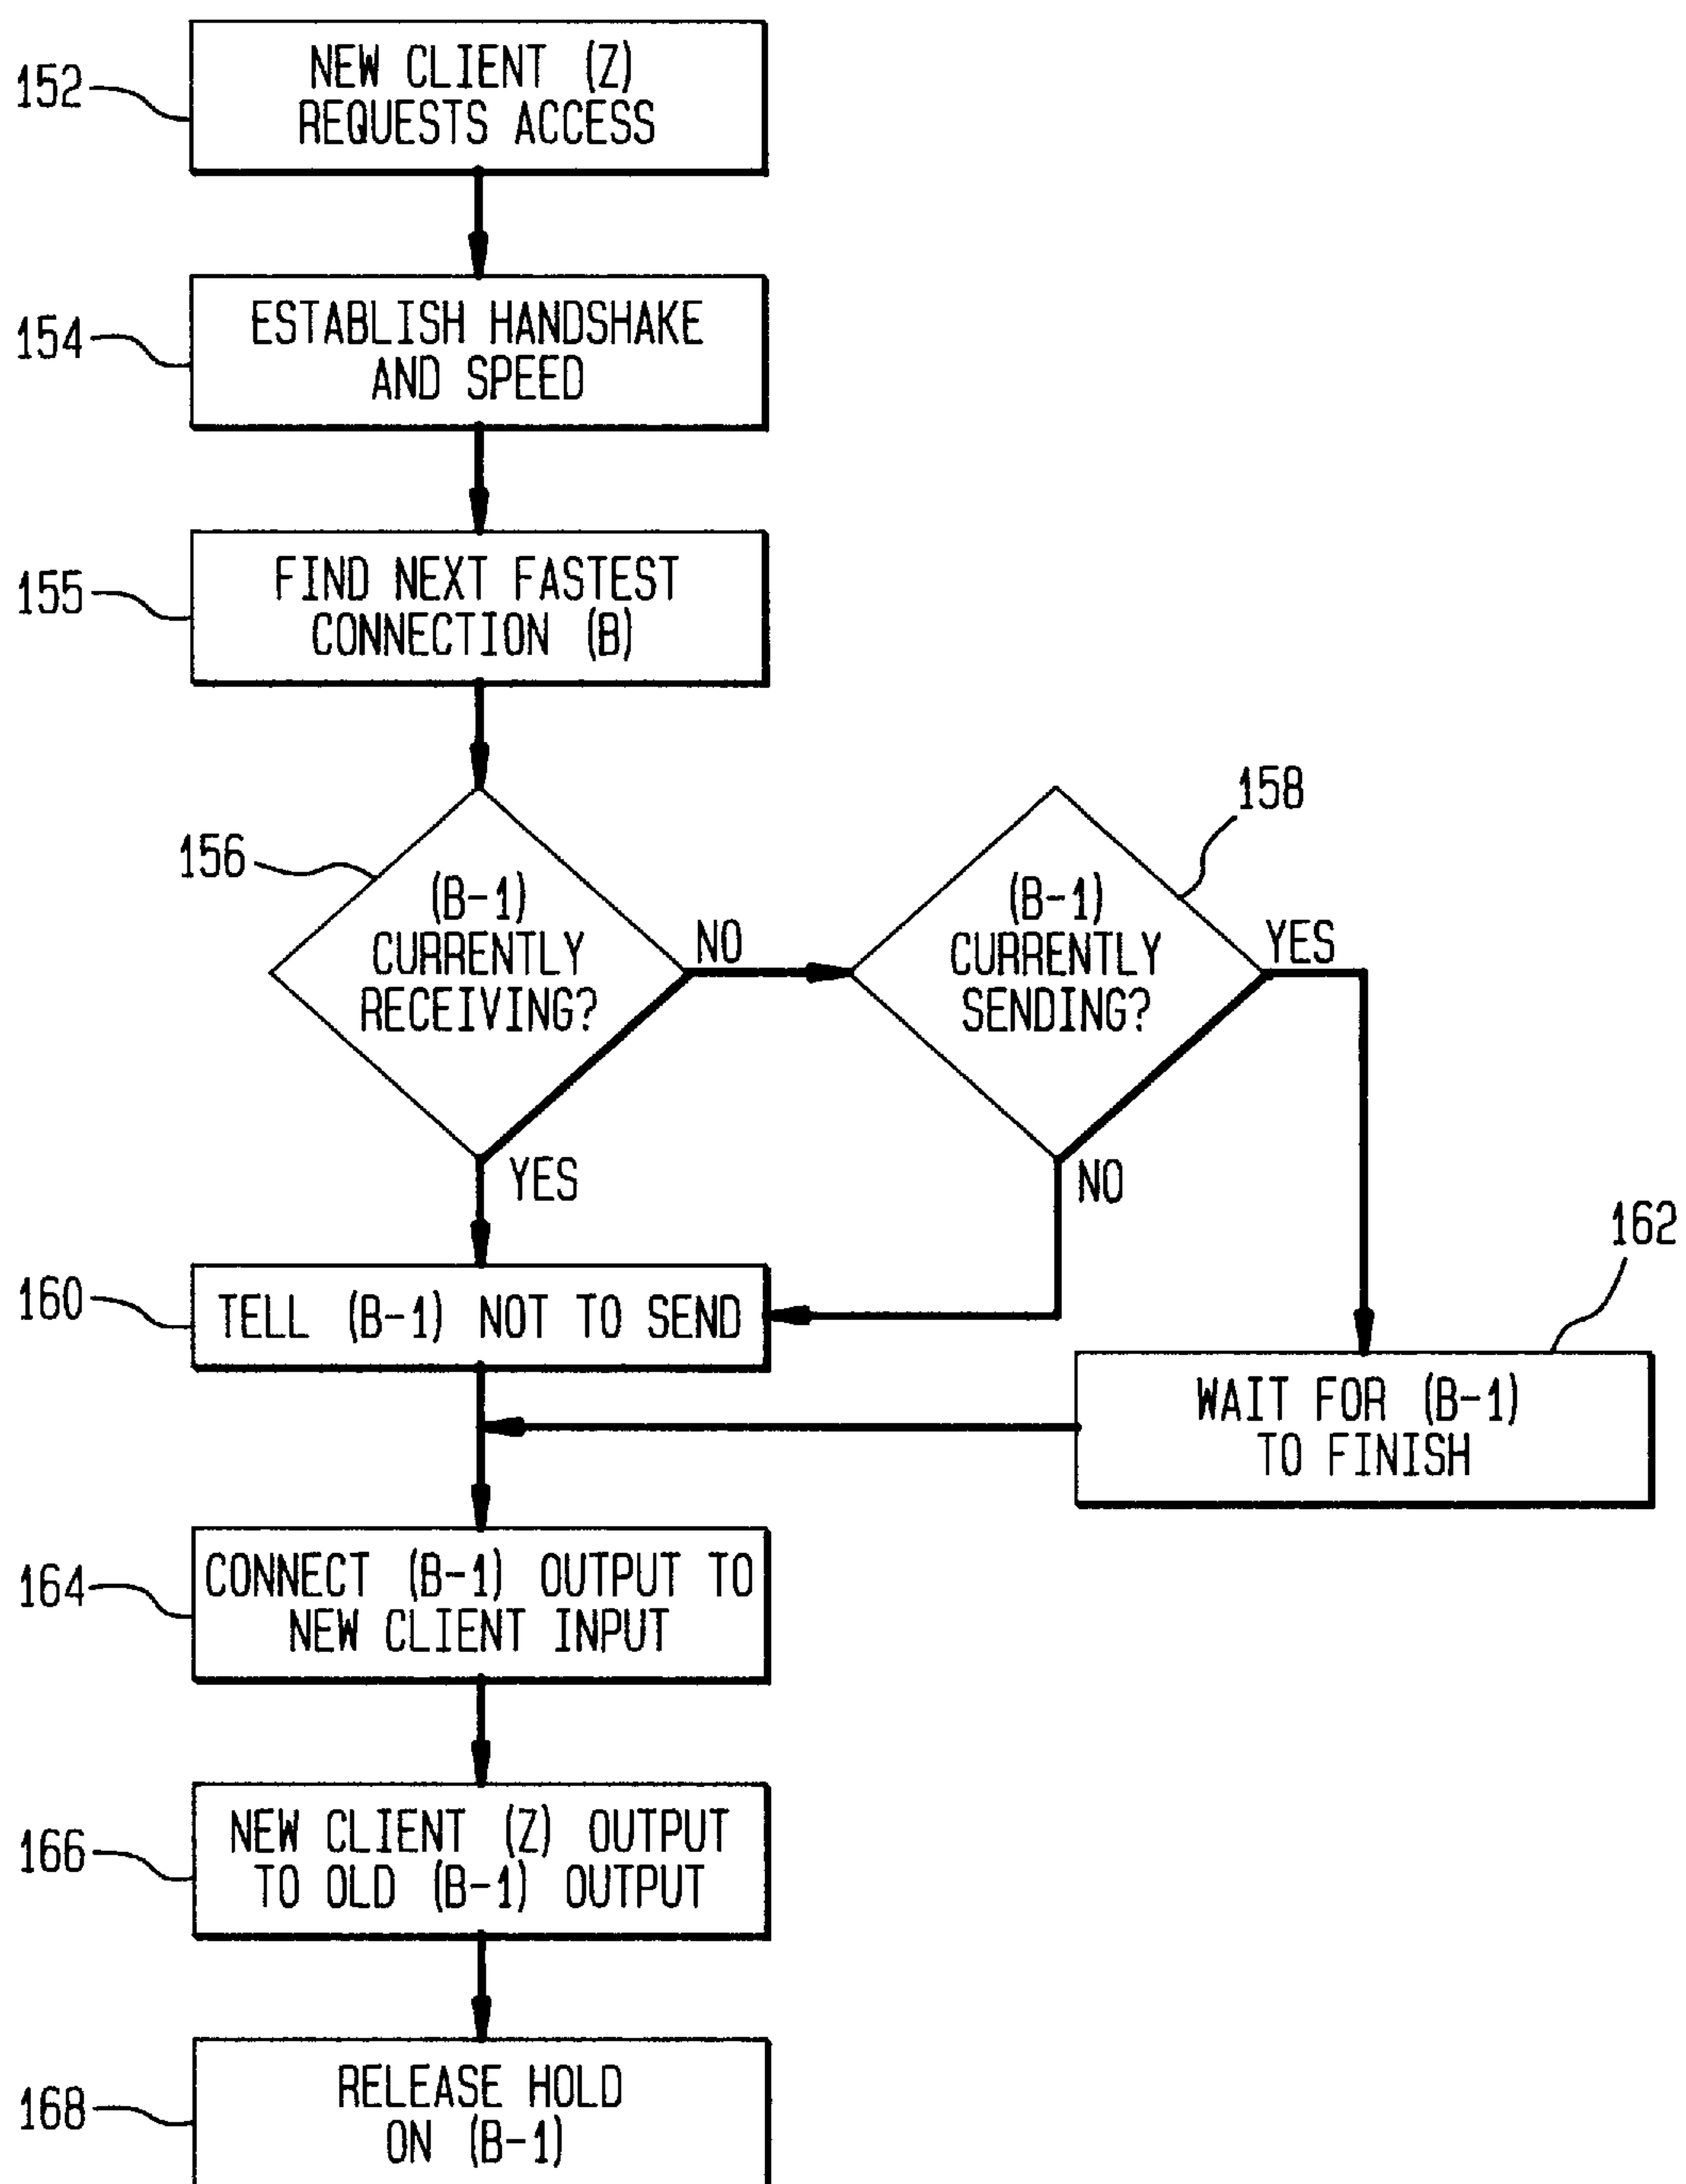 152
NEW CLIENT (Z)
REQUESTS ACCESS
154
ESTABLISH HANDSHAKE
AND SPEED
155
FIND NEXT FASTEST
CONNECTION (B)
156
(B-1)
CURRENTLY
RECEIVING?
NO
YES
158
(B-1)
CURRENTLY
SENDING?
YES
NO
160
TELL (B-1) NOT TO SEND
162
WAIT FOR (B-1)
TO FINISH
164
CONNECT (B-1) OUTPUT TO
NEW CLIENT INPUT
166
NEW CLIENT (Z) OUTPUT
TO OLD (B-1) OUTPUT
168
RELEASE HOLD
ON (B-1)